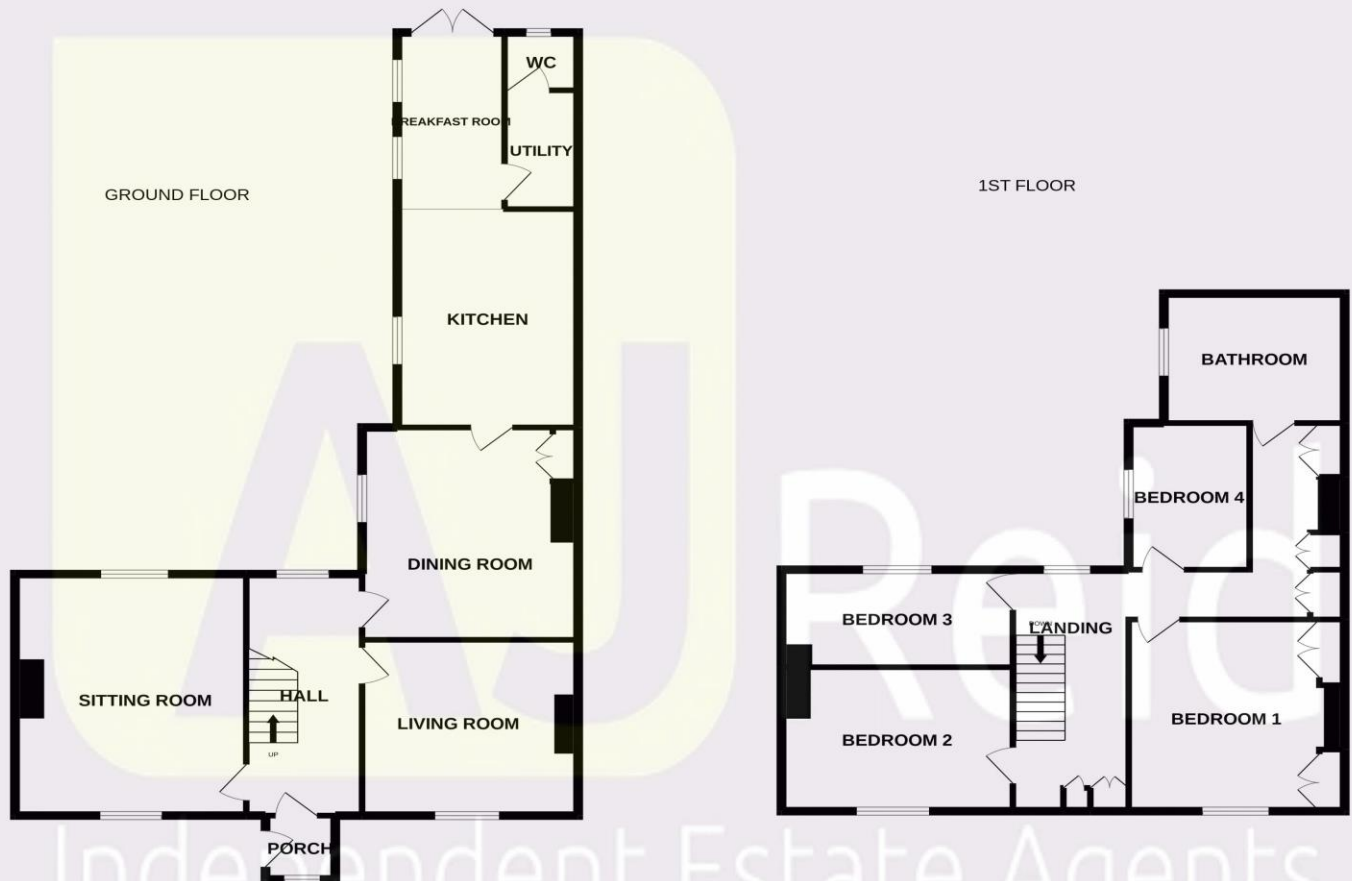 WC
BREAKFAST ROOM
UTILITY
GROUND FLOOR
1ST FLOOR
KITCHEN
BATHROOM
BEDROOM 4
DINING ROOM
BEDROOM 3
DOWN
LANDING
SITTING ROOM
HALL
LIVING ROOM
UP
BEDROOM 1
BEDROOM 2
PORCH
AJ Reid
Independent Estate Agents